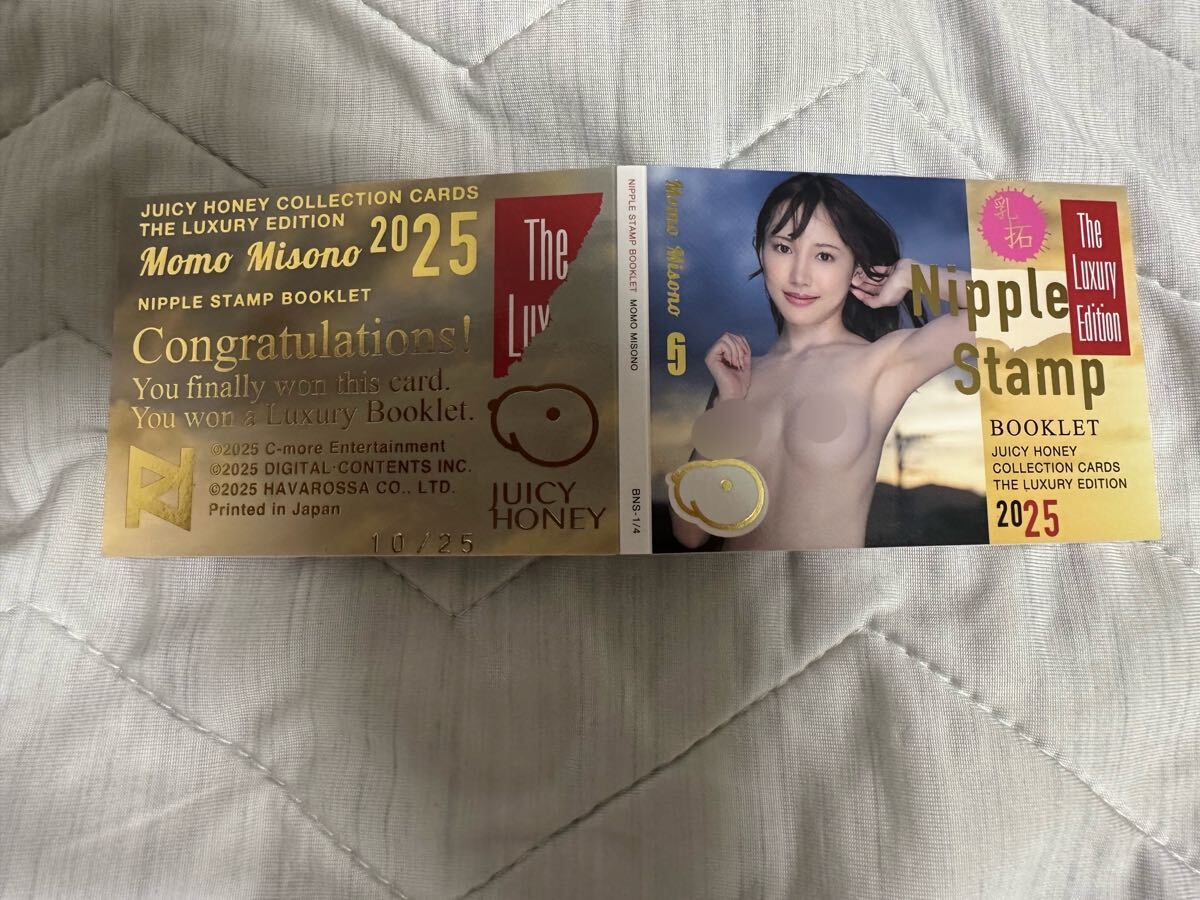 JUICY HONEY COLLECTION CARDS
THE LUXURY EDITION
Momo Misono 2025
NIPPLE STAMP BOOKLET
Congratulations!
You finally won this card.
You won a Luxury Booklet.
©2025 C-more Entertainment
©2025 DIGITAL·CONTENTS INC.
©2025 HAVAROSSA CO., LTD.
Printed in Japan
10/25
The
Lux
JUICY
HONEY
NIPPLE STAMP BOOKLET MOMO MISONO
BNS-1/4
Momo Misono
乳拓
The
Luxury
Edition
Nipple
Stamp
BOOKLET
JUICY HONEY
COLLECTION CARDS
THE LUXURY EDITION
2025